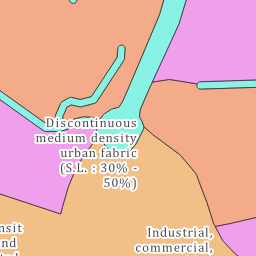 Discontinuous
medium density
urban fabric
(S.L. : 30% -
50%)
Industrial,
commercial,